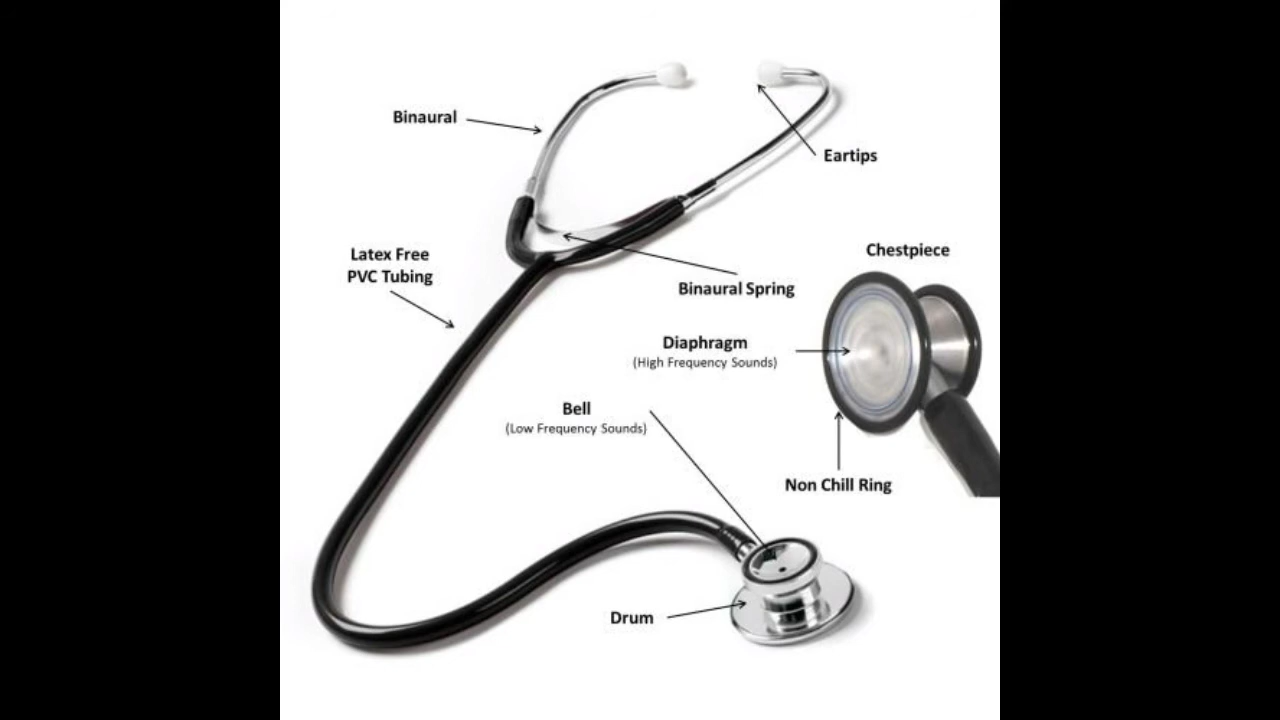 Binaural
Eartips
Latex Free
PVC Tubing
Chestpiece
Binaural Spring
Diaphragm
(High Frequency Sounds)
Bell
(Low Frequency Sounds)
Non Chill Ring
Drum